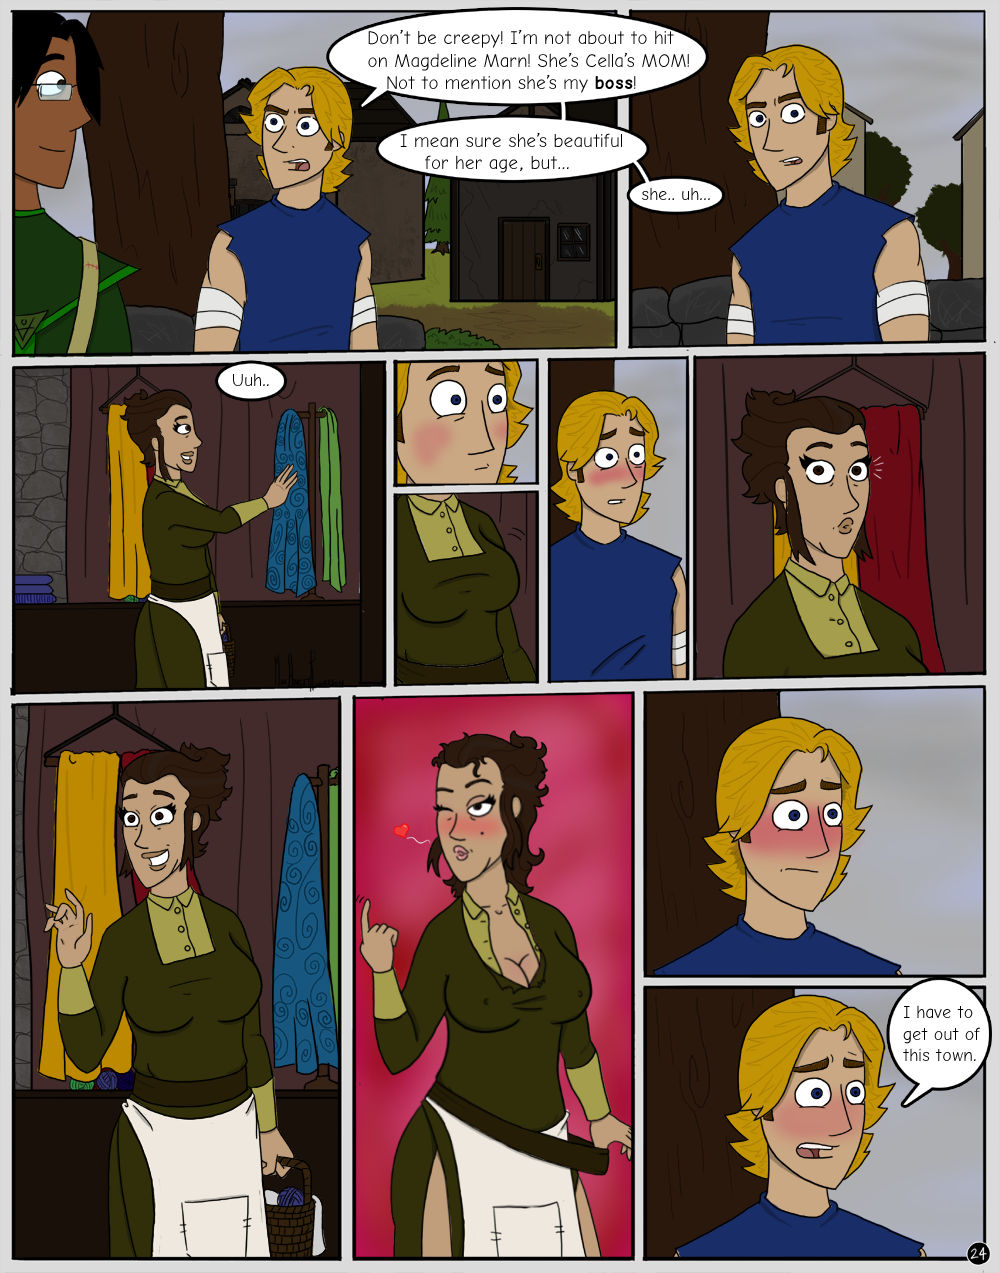 Don't be creepy! I'm not about to hit
on Magdeline Marn! She's Cella's MOM!
Not to mention she's my boss!
I mean sure she's beautiful
for her age, but...
she.. uh...
Uuh..
I have to
get out of
this town.
24